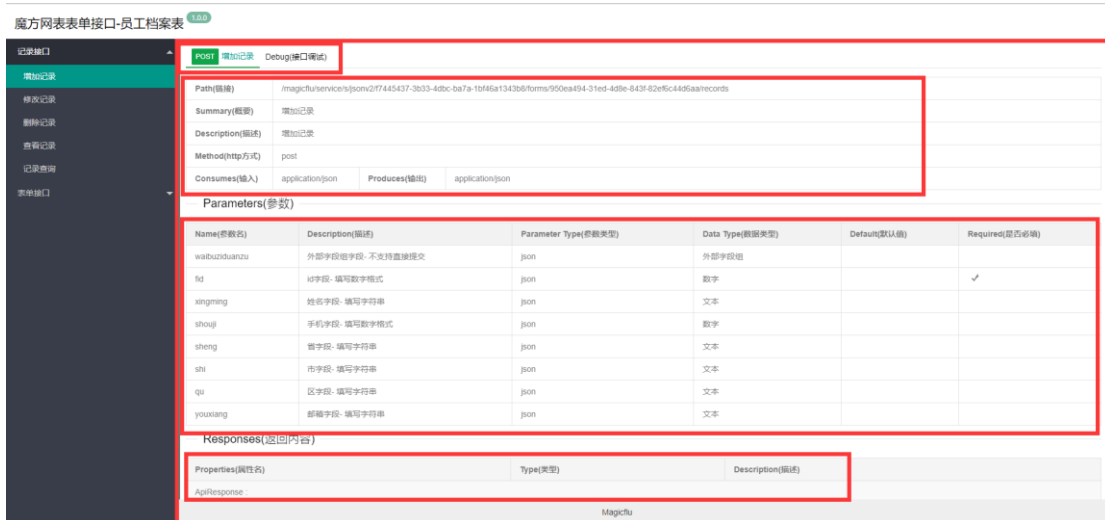 魔方网表表单接口-员工档案表 1.0.0
记录接口
增加记录
修改记录
删除记录
查看记录
记录查询
表单接口
POST 增加记录 Debug(接口调试)
Path(链接) /magicflu/service/s/jsonv2/f7445437-3b33-4dbc-ba7a-1bf46a1343b8/forms/950ea494-31ed-4d8e-843f-82ef6c44d6aa/records
Summary(概要) 增加记录
Description(描述) 增加记录
Method(http方式) post
Consumes(输入) application/json Produces(输出) application/json
Parameters(参数)
Name(参数名) Description(描述) Parameter Type(参数类型) Data Type(数据类型) Default(默认值) Required(是否必填)
waibuziduanzu 外部字段组字段- 不支持直接提交 json 外部字段组
fid id字段- 填写数字格式 json 数字 ✓
xingming 姓名字段- 填写字符串 json 文本
shouji 手机字段- 填写数字格式 json 数字
sheng 省字段- 填写字符串 json 文本
shi 市字段- 填写字符串 json 文本
qu 区字段- 填写字符串 json 文本
youxiang 邮箱字段- 填写字符串 json 文本
Responses(返回内容)
Properties(属性名) Type(类型) Description(描述)
ApiResponse :
Magicflu